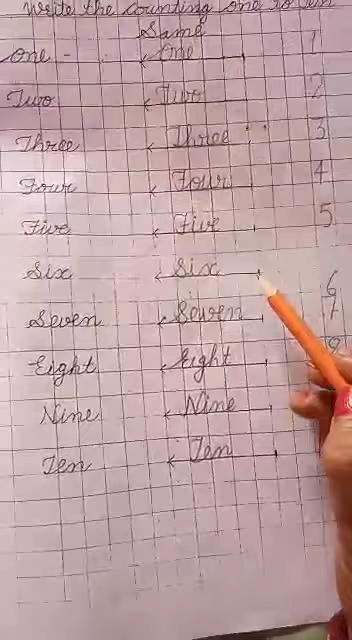 Write the counting one to ten
Same
One One 1
Two Two 2
Three Three 3
Four Four 4
Five Five 5
Six Six 6
Seven Seven 7
Eight Eight 8
Nine Nine
Ten Ten